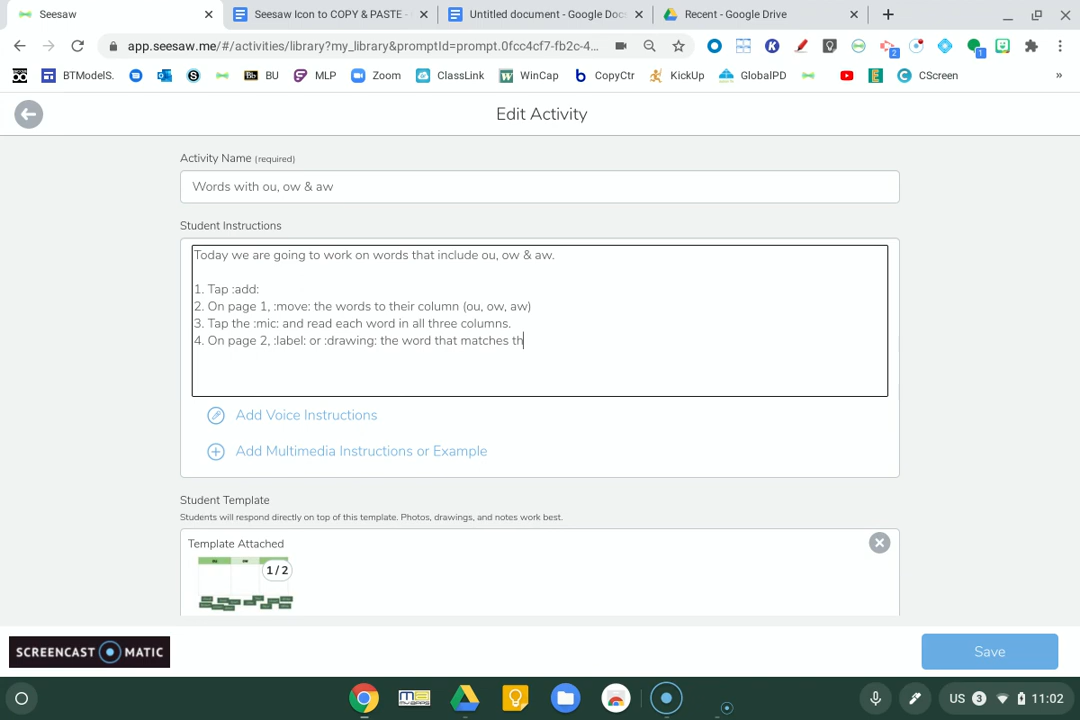 Seesaw
Seesaw Icon to COPY & PASTE -
Untitled document - Google Doc
Recent - Google Drive
app.seesaw.me/#/activities/library?my_library&promptId=prompt.0fcc4cf7-fb2c-4...
BTModelS.
BU
MLP
Zoom
ClassLink
WinCap
CopyCtr
KickUp
GlobalPD
CScreen
»
Edit Activity
Activity Name (required)
Words with ou, ow & aw
Student Instructions
Today we are going to work on words that include ou, ow & aw.
1. Tap :add:
2. On page 1, :move: the words to their column (ou, ow, aw)
3. Tap the :mic: and read each word in all three columns.
4. On page 2, :label: or :drawing: the word that matches th
Add Voice Instructions
Add Multimedia Instructions or Example
Student Template
Students will respond directly on top of this template. Photos, drawings, and notes work best.
Template Attached
1 / 2
SCREENCAST MATIC
Save
US 3 11:02